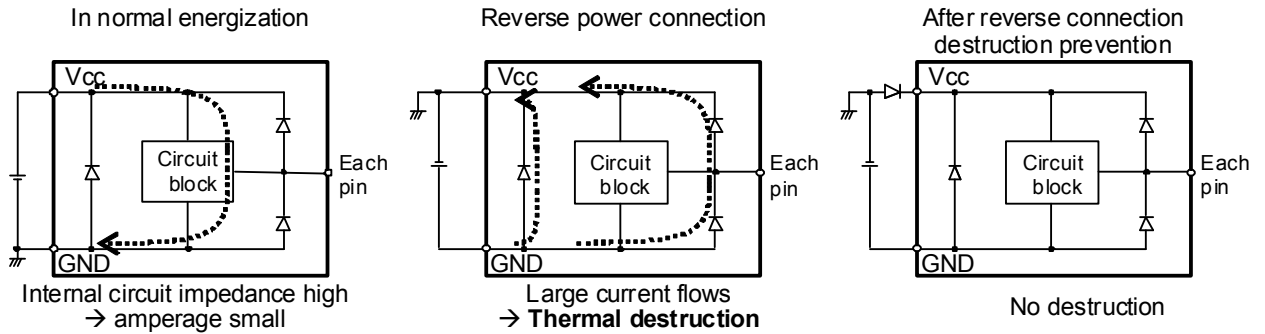 In normal energization
Vcc
Circuit
block
Each
pin
GND
Internal circuit impedance high
→ amperage small
Reverse power connection
Vcc
Circuit
block
Each
pin
GND
Large current flows
→ Thermal destruction
After reverse connection
destruction prevention
Vcc
Circuit
block
Each
pin
GND
No destruction